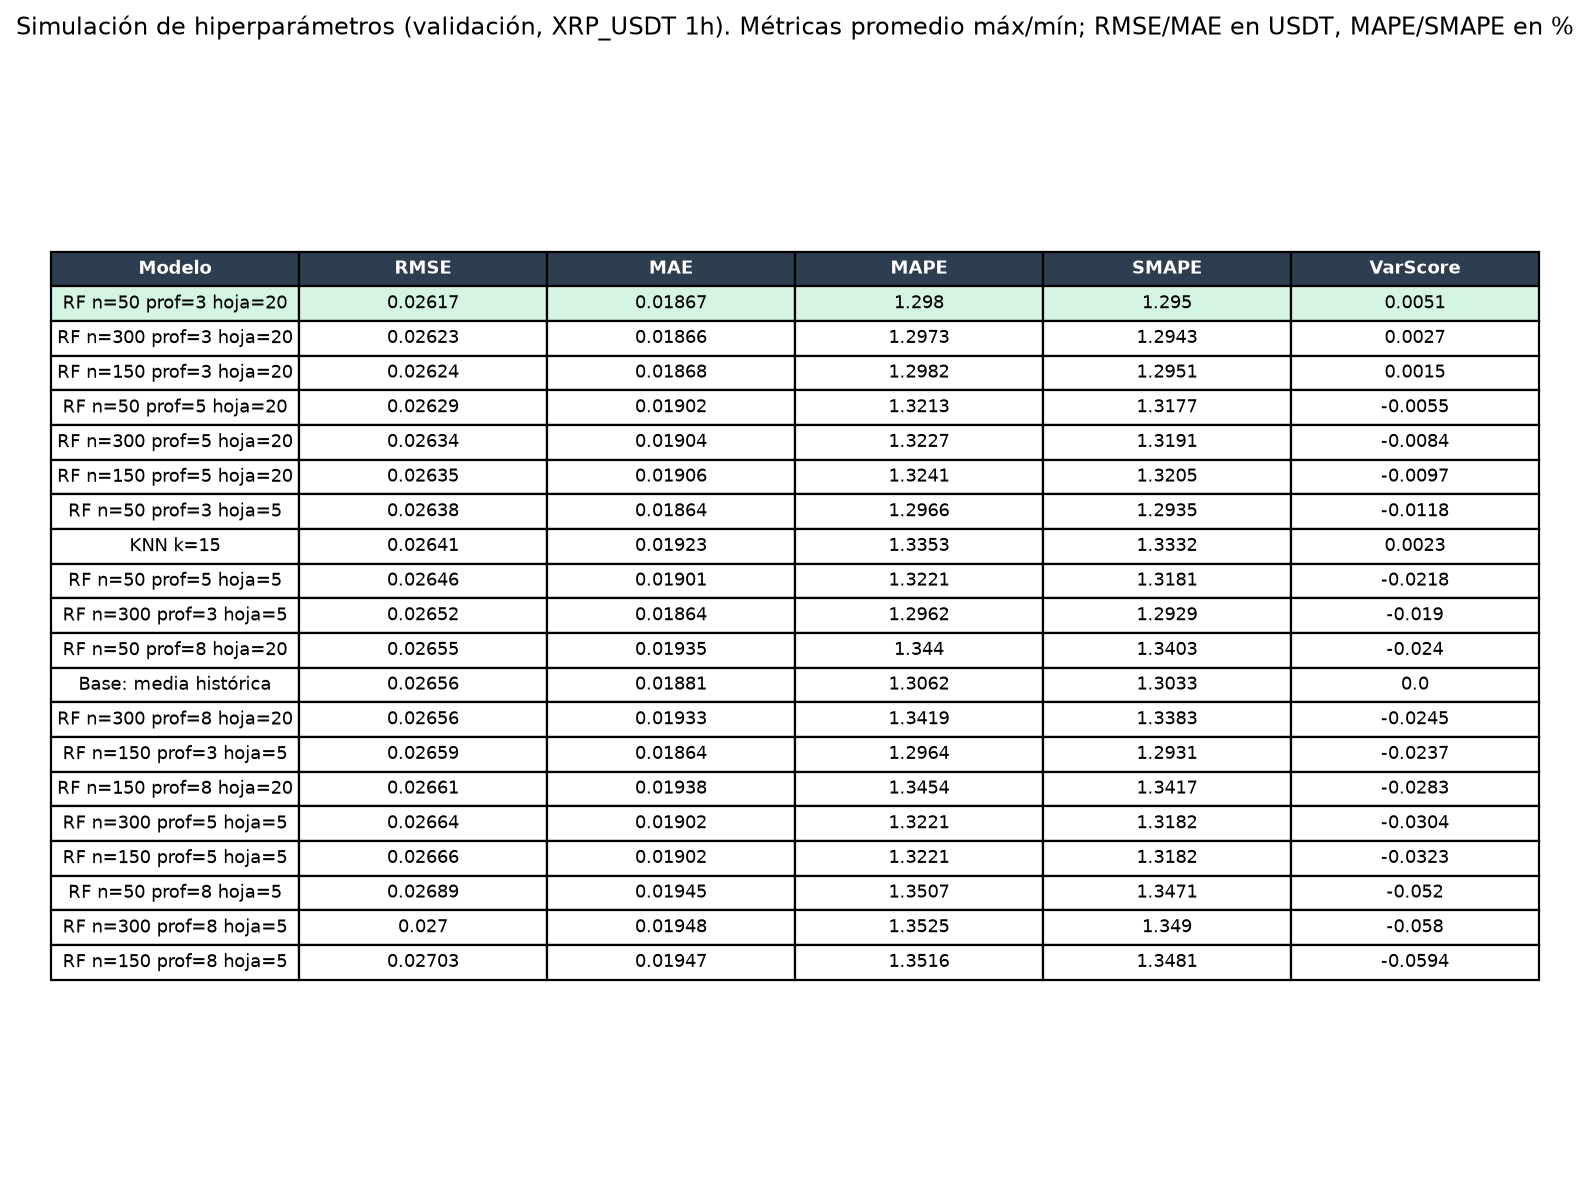 Simulación de hiperparámetros (validación, XRP_USDT 1h). Métricas promedio máx/mín; RMSE/MAE en USDT, MAPE/SMAPE en %
Modelo RMSE MAE MAPE SMAPE VarScore
RF n=50 prof=3 hoja=20 0.02617 0.01867 1.298 1.295 0.0051
RF n=300 prof=3 hoja=20 0.02623 0.01866 1.2973 1.2943 0.0027
RF n=150 prof=3 hoja=20 0.02624 0.01868 1.2982 1.2951 0.0015
RF n=50 prof=5 hoja=20 0.02629 0.01902 1.3213 1.3177 -0.0055
RF n=300 prof=5 hoja=20 0.02634 0.01904 1.3227 1.3191 -0.0084
RF n=150 prof=5 hoja=20 0.02635 0.01906 1.3241 1.3205 -0.0097
RF n=50 prof=3 hoja=5 0.02638 0.01864 1.2966 1.2935 -0.0118
KNN k=15 0.02641 0.01923 1.3353 1.3332 0.0023
RF n=50 prof=5 hoja=5 0.02646 0.01901 1.3221 1.3181 -0.0218
RF n=300 prof=3 hoja=5 0.02652 0.01864 1.2962 1.2929 -0.019
RF n=50 prof=8 hoja=20 0.02655 0.01935 1.344 1.3403 -0.024
Base: media histórica 0.02656 0.01881 1.3062 1.3033 0.0
RF n=300 prof=8 hoja=20 0.02656 0.01933 1.3419 1.3383 -0.0245
RF n=150 prof=3 hoja=5 0.02659 0.01864 1.2964 1.2931 -0.0237
RF n=150 prof=8 hoja=20 0.02661 0.01938 1.3454 1.3417 -0.0283
RF n=300 prof=5 hoja=5 0.02664 0.01902 1.3221 1.3182 -0.0304
RF n=150 prof=5 hoja=5 0.02666 0.01902 1.3221 1.3182 -0.0323
RF n=50 prof=8 hoja=5 0.02689 0.01945 1.3507 1.3471 -0.052
RF n=300 prof=8 hoja=5 0.027 0.01948 1.3525 1.349 -0.058
RF n=150 prof=8 hoja=5 0.02703 0.01947 1.3516 1.3481 -0.0594